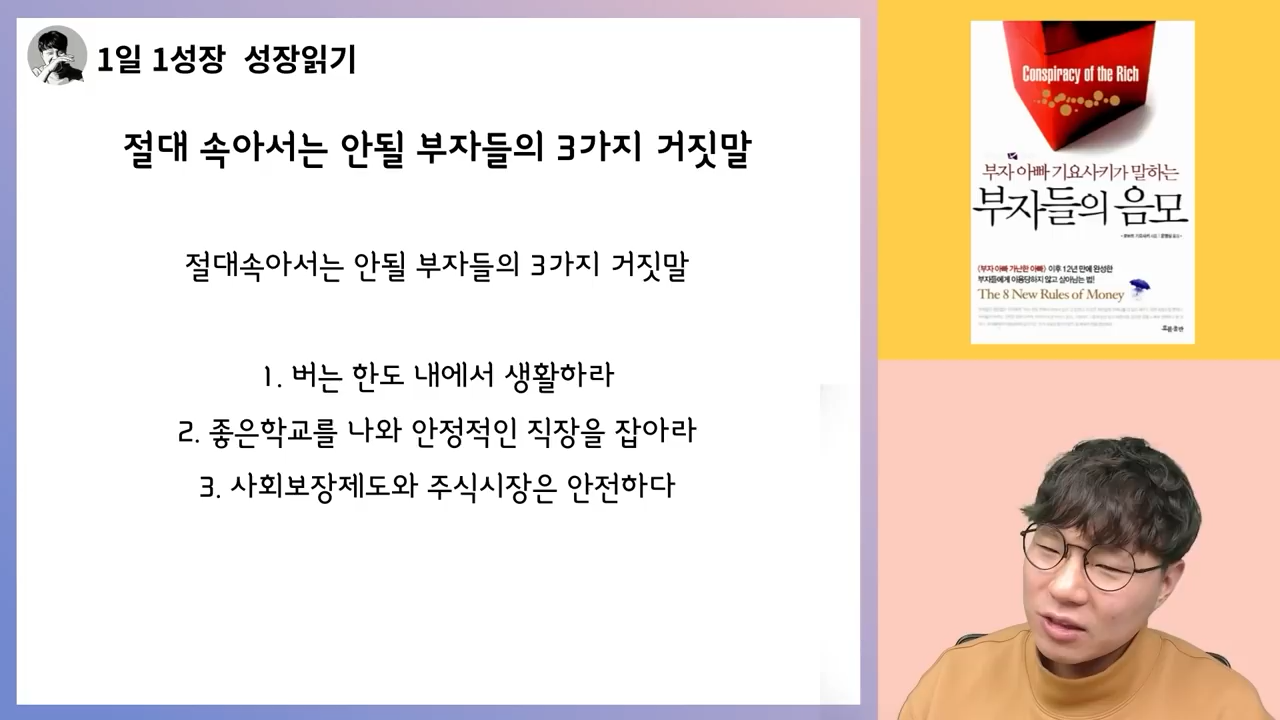 1일 1성장 성장읽기
절대 속아서는 안될 부자들의 3가지 거짓말
절대속아서는 안될 부자들의 3가지 거짓말
1. 버는 한도 내에서 생활하라
2. 좋은학교를 나와 안정적인 직장을 잡아라
3. 사회보장제도와 주식시장은 안전하다
Conspiracy of the Rich
부자 아빠 기요사키가 말하는
부자들의 음모
《부자 아빠 가난한 아빠》 이후 12년 만에 완성한
부자들에게 이용당하지 않고 살아남는 법!
The 8 New Rules of Money